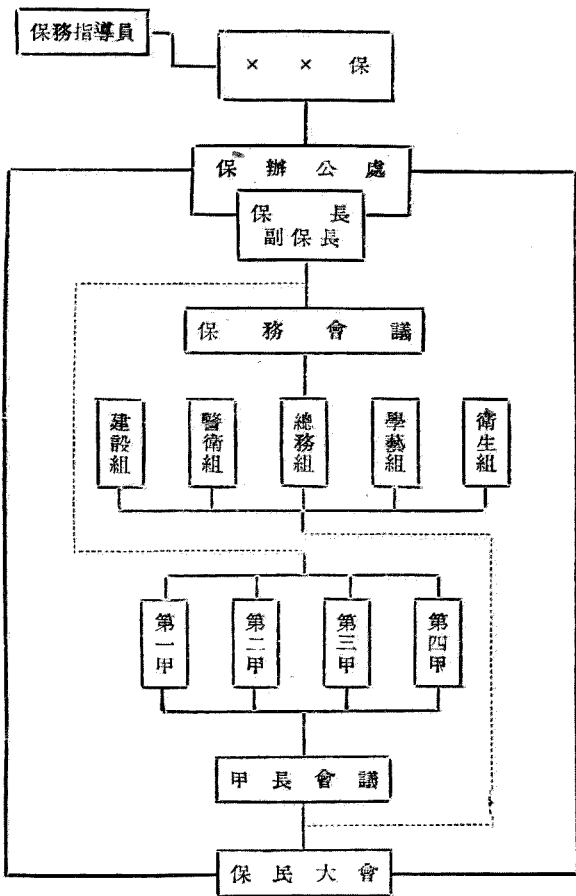 保務指導員
× × 保
保辦公處
保長
副保長
保務會議
建設組
警衛組
總務組
學藝組
衛生組
第一甲
第二甲
第三甲
第四甲
甲長會議
保民大會